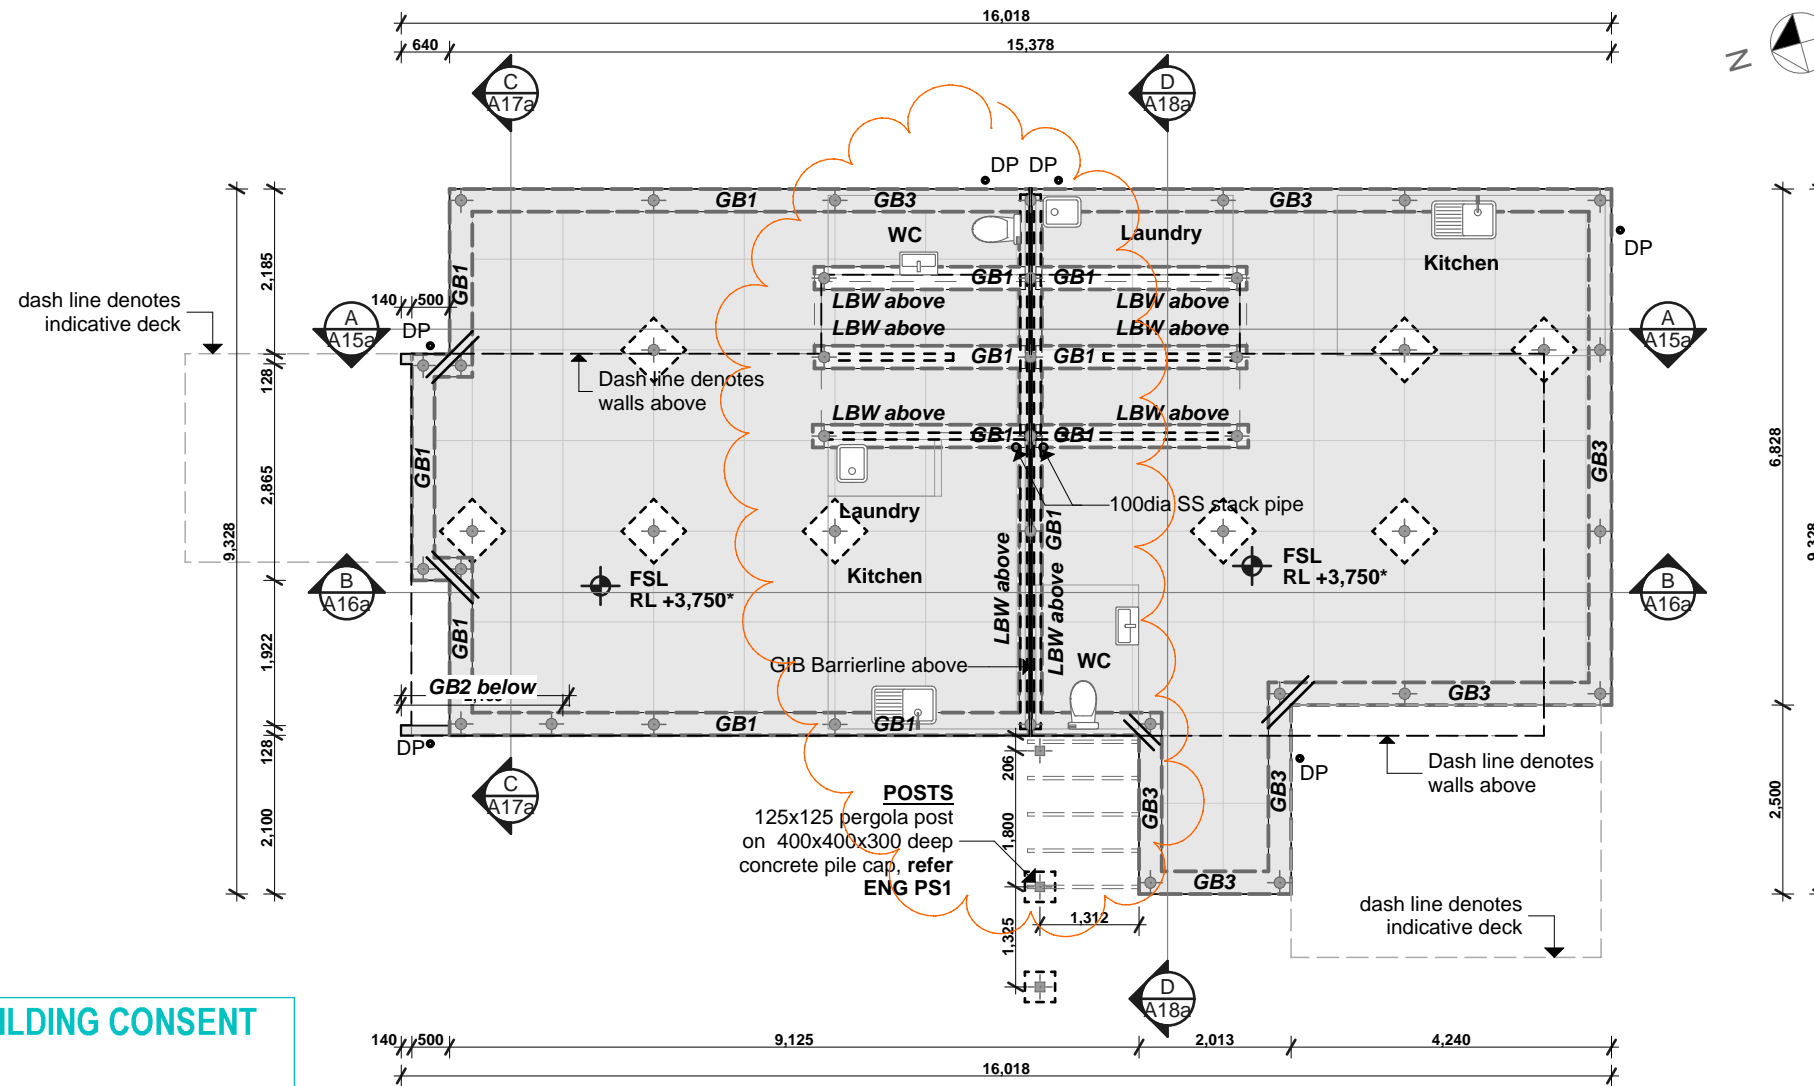 16,018
640
15,378
C
A17a
D
A18a
N
DP DP
GB1
GB3
GB3
WC
Laundry
Kitchen
DP
2,185
GB1
GB1
GB1
140
500
LBW above
LBW above
LBW above
LBW above
dash line denotes
indicative deck
A
A15a
DP
A
A15a
128
GB1
GB1
Dash line denotes
walls above
LBW above
LBW above
GB1
GB1
9,328
2,865
GB1
6,828
GB3
9,328
Laundry
100dia SS stack pipe
LBW above
GB1
LBW above
FSL
RL +3,750*
Kitchen
FSL
RL +3,750*
B
A16a
B
A16a
1,922
GB1
GIB Barrierline above
WC
GB2 below
GB3
GB1
GB1
128
DP
206
Dash line denotes
walls above
DP
C
A17a
2,100
POSTS
125x125 pergola post
on 400x400x300 deep
concrete pile cap, refer
ENG PS1
1,800
GB3
GB3
GB3
2,500
1,312
1,325
dash line denotes
indicative deck
D
A18a
ILDING CONSENT
140
500
9,125
2,013
4,240
16,018